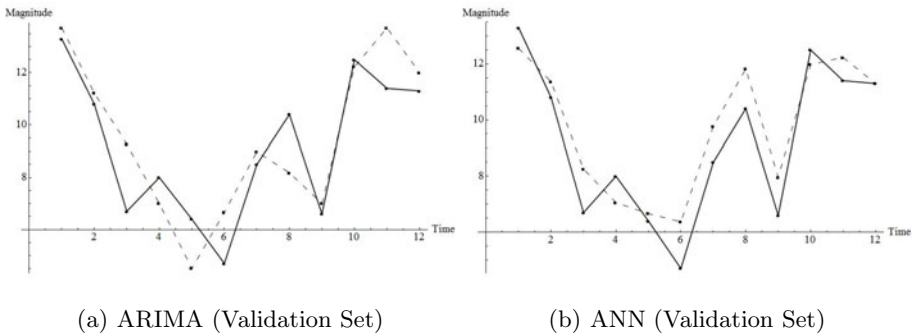 Magnitude
12
10
8
2 4 6 8 10 12 Time
(a) ARIMA (Validation Set)
Magnitude
12
10
8
2 4 6 8 10 12 Time
(b) ANN (Validation Set)